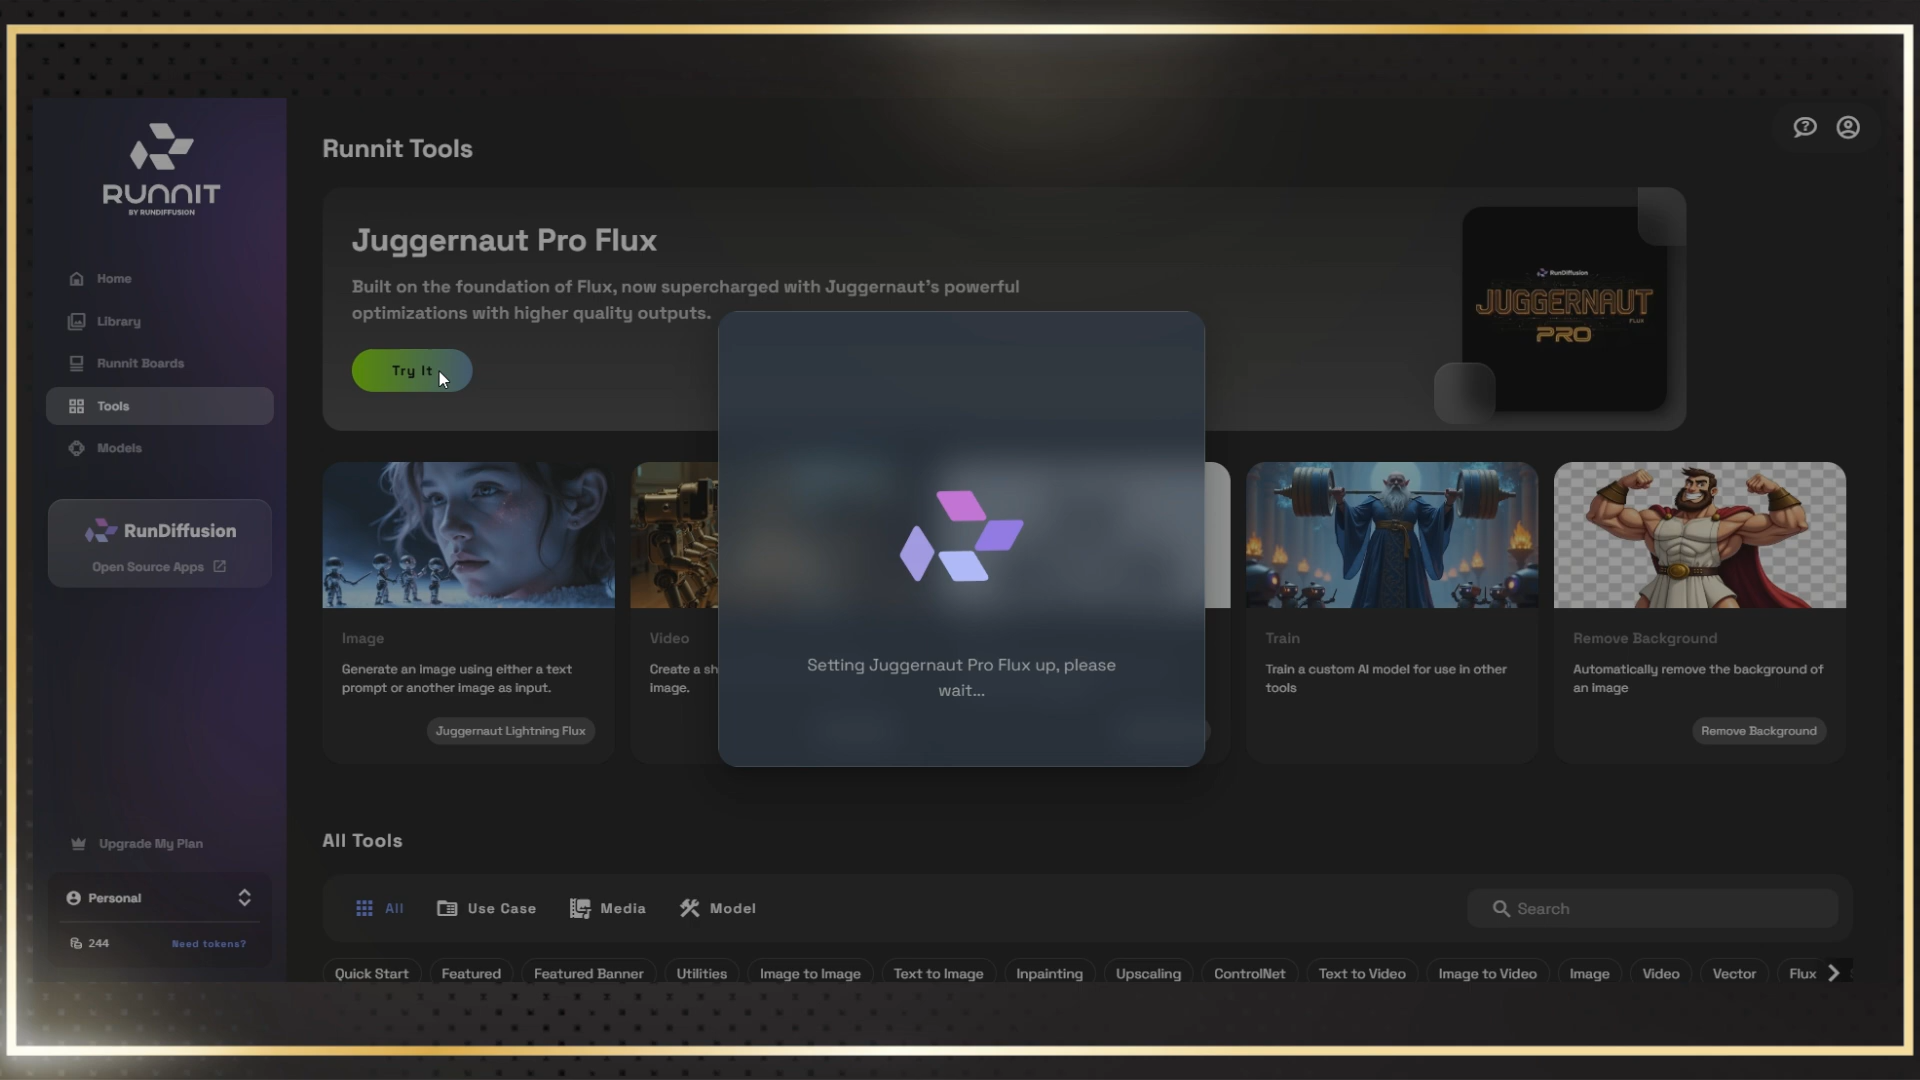 RUNNIT
BY RUNDIFFUSION
Home
Library
Runnit Boards
Tools
Models
RunDiffusion
Open Source Apps
Upgrade My Plan
Personal
244
Need tokens?
Runnit Tools
Juggernaut Pro Flux
Built on the foundation of Flux, now supercharged with Juggernaut's powerful
optimizations with higher quality outputs.
Try It
RunDiffusion
JUGGERNAUT
FLUX
PRO
Image
Generate an image using either a text
prompt or another image as input.
Juggernaut Lightning Flux
Video
Create a sh
image.
Setting Juggernaut Pro Flux up, please
wait...
Train
Train a custom AI model for use in other
tools
Remove Background
Automatically remove the background of
an image
Remove Background
All Tools
All
Use Case
Media
Model
Search
Quick Start
Featured
Featured Banner
Utilities
Image to Image
Text to Image
Inpainting
Upscaling
ControlNet
Text to Video
Image to Video
Image
Video
Vector
Flux